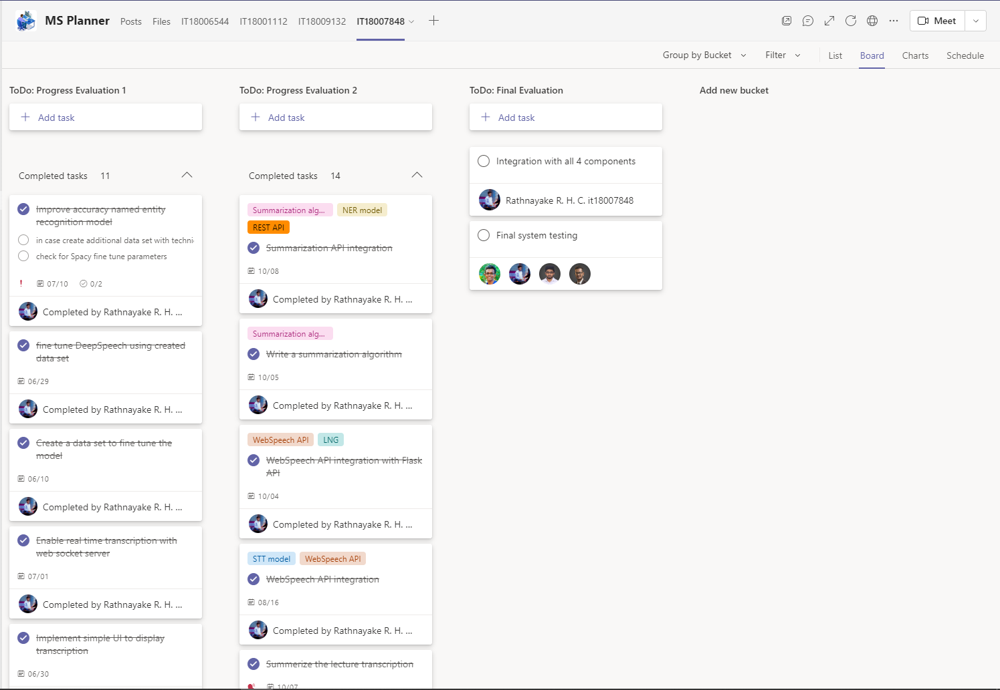 MS Planner
Posts
Files
IT18006544
IT18001112
IT18009132
IT18007848
Meet
Group by Bucket
Filter
List
Board
Charts
Schedule
ToDo: Progress Evaluation 1
Add task
Completed tasks 11
Improve accuracy named entity
recognition model
in case create additional data set with techni
check for Spacy fine tune parameters
! 07/10 0/2
Completed by Rathnayake R. H. ...
fine tune DeepSpeech using created
data set
06/29
Completed by Rathnayake R. H. ...
Create a data set to fine tune the
model
06/10
Completed by Rathnayake R. H. ...
Enable real time transcription with
web socket server
07/01
Completed by Rathnayake R. H. ...
Implement simple UI to display
transcription
06/30
ToDo: Progress Evaluation 2
Add task
Completed tasks 14
Summarization alg... NER model
REST API
Summarization API integration
10/08
Completed by Rathnayake R. H. ...
Summarization alg...
Write a summarization algorithm
10/05
Completed by Rathnayake R. H. ...
WebSpeech API LNG
WebSpeech API integration with Flask
API
10/04
Completed by Rathnayake R. H. ...
STT model WebSpeech API
WebSpeech API integration
08/16
Completed by Rathnayake R. H. ...
Summerize the lecture transcription
10/07
ToDo: Final Evaluation
Add task
Integration with all 4 components
Rathnayake R. H. C. it18007848
Final system testing
Add new bucket